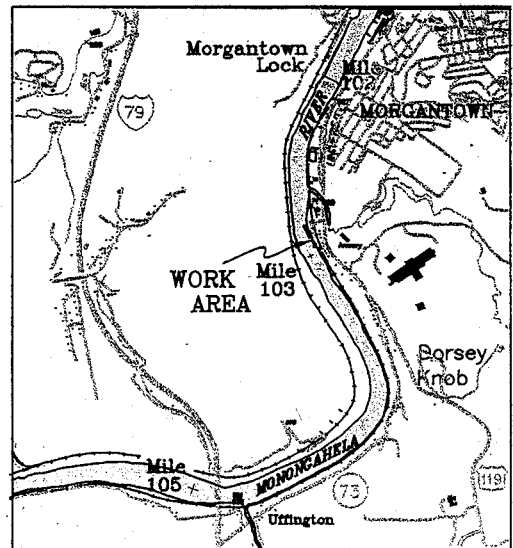 Morgantown
Lock
Mile
102
79
RIVER
MORGANTOWN
WORK
AREA
Mile
103
Dorsey
Knob
Mile
105
MONONGAHELA
73
119
Uffington